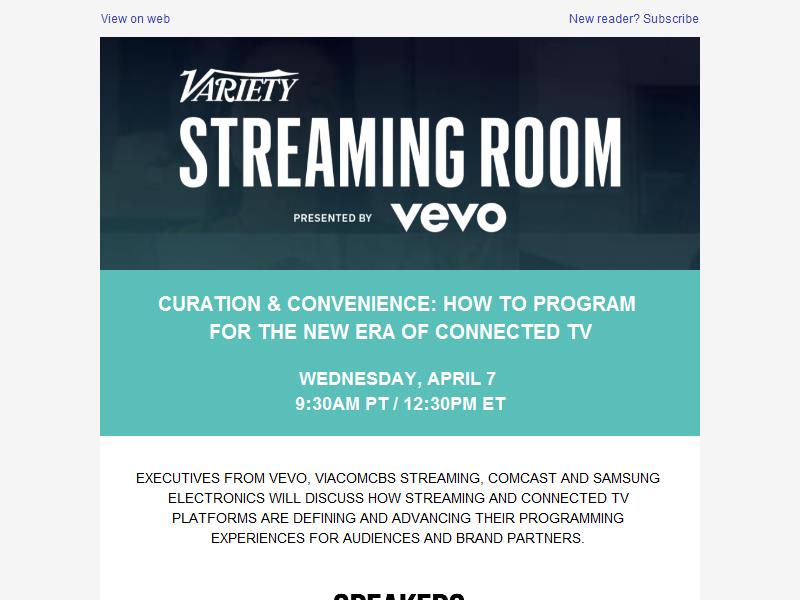 View on web
New reader? Subscribe
VARIETY
STREAMING ROOM
PRESENTED BY vevo
CURATION & CONVENIENCE: HOW TO PROGRAM
FOR THE NEW ERA OF CONNECTED TV
WEDNESDAY, APRIL 7
9:30AM PT / 12:30PM ET
EXECUTIVES FROM VEVO, VIACOMCBS STREAMING, COMCAST AND SAMSUNG
ELECTRONICS WILL DISCUSS HOW STREAMING AND CONNECTED TV
PLATFORMS ARE DEFINING AND ADVANCING THEIR PROGRAMMING
EXPERIENCES FOR AUDIENCES AND BRAND PARTNERS.
SPEAKERS